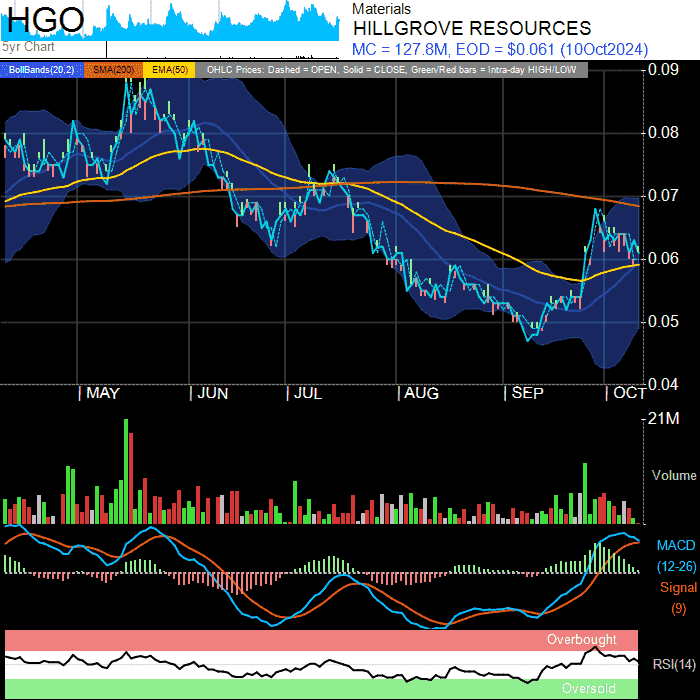 HGO
5yr Chart
Materials
HILLGROVE RESOURCES
MC = 127.8M, EOD = $0.061 (10Oct2024)
BollBands(20,2) SMA(200) EMA(50) OHLC Prices: Dashed = OPEN, Solid = CLOSE, Green/Red bars = Intra-day HIGH/LOW
0.09
0.08
0.07
0.06
0.05
0.04
MAY JUN JUL AUG SEP OCT
21M
Volume
MACD
(12-26)
Signal
(9)
Overbought
RSI(14)
Oversold